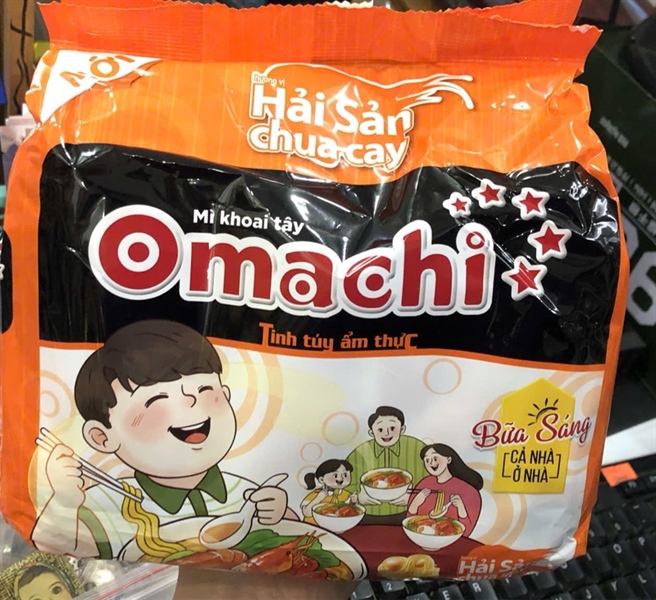 MỚI
Hương vị
Hải Sản
chua cay
Mì khoai tây
Omachi
Tinh túy ẩm thực
Bữa Sáng
CẢ NHÀ
Ở NHÀ
Hải Sản